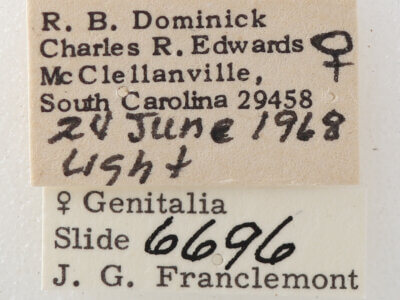 R. B. Dominick
Charles R. Edwards ♀
McClellanville,
South Carolina 29458
24 June 1968
Light
♀ Genitalia
Slide 6696
J. G. Franclemont